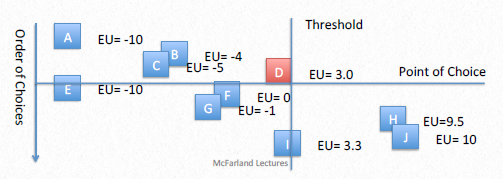 Threshold
A
EU= -10
B
EU= -4
C
EU= -5
D
EU= 3.0
Point of Choice
Order of Choices
E
EU= -10
F
EU= 0
G
EU= -1
H
EU=9.5
J
EU= 10
I
EU= 3.3
McFarland Lectures